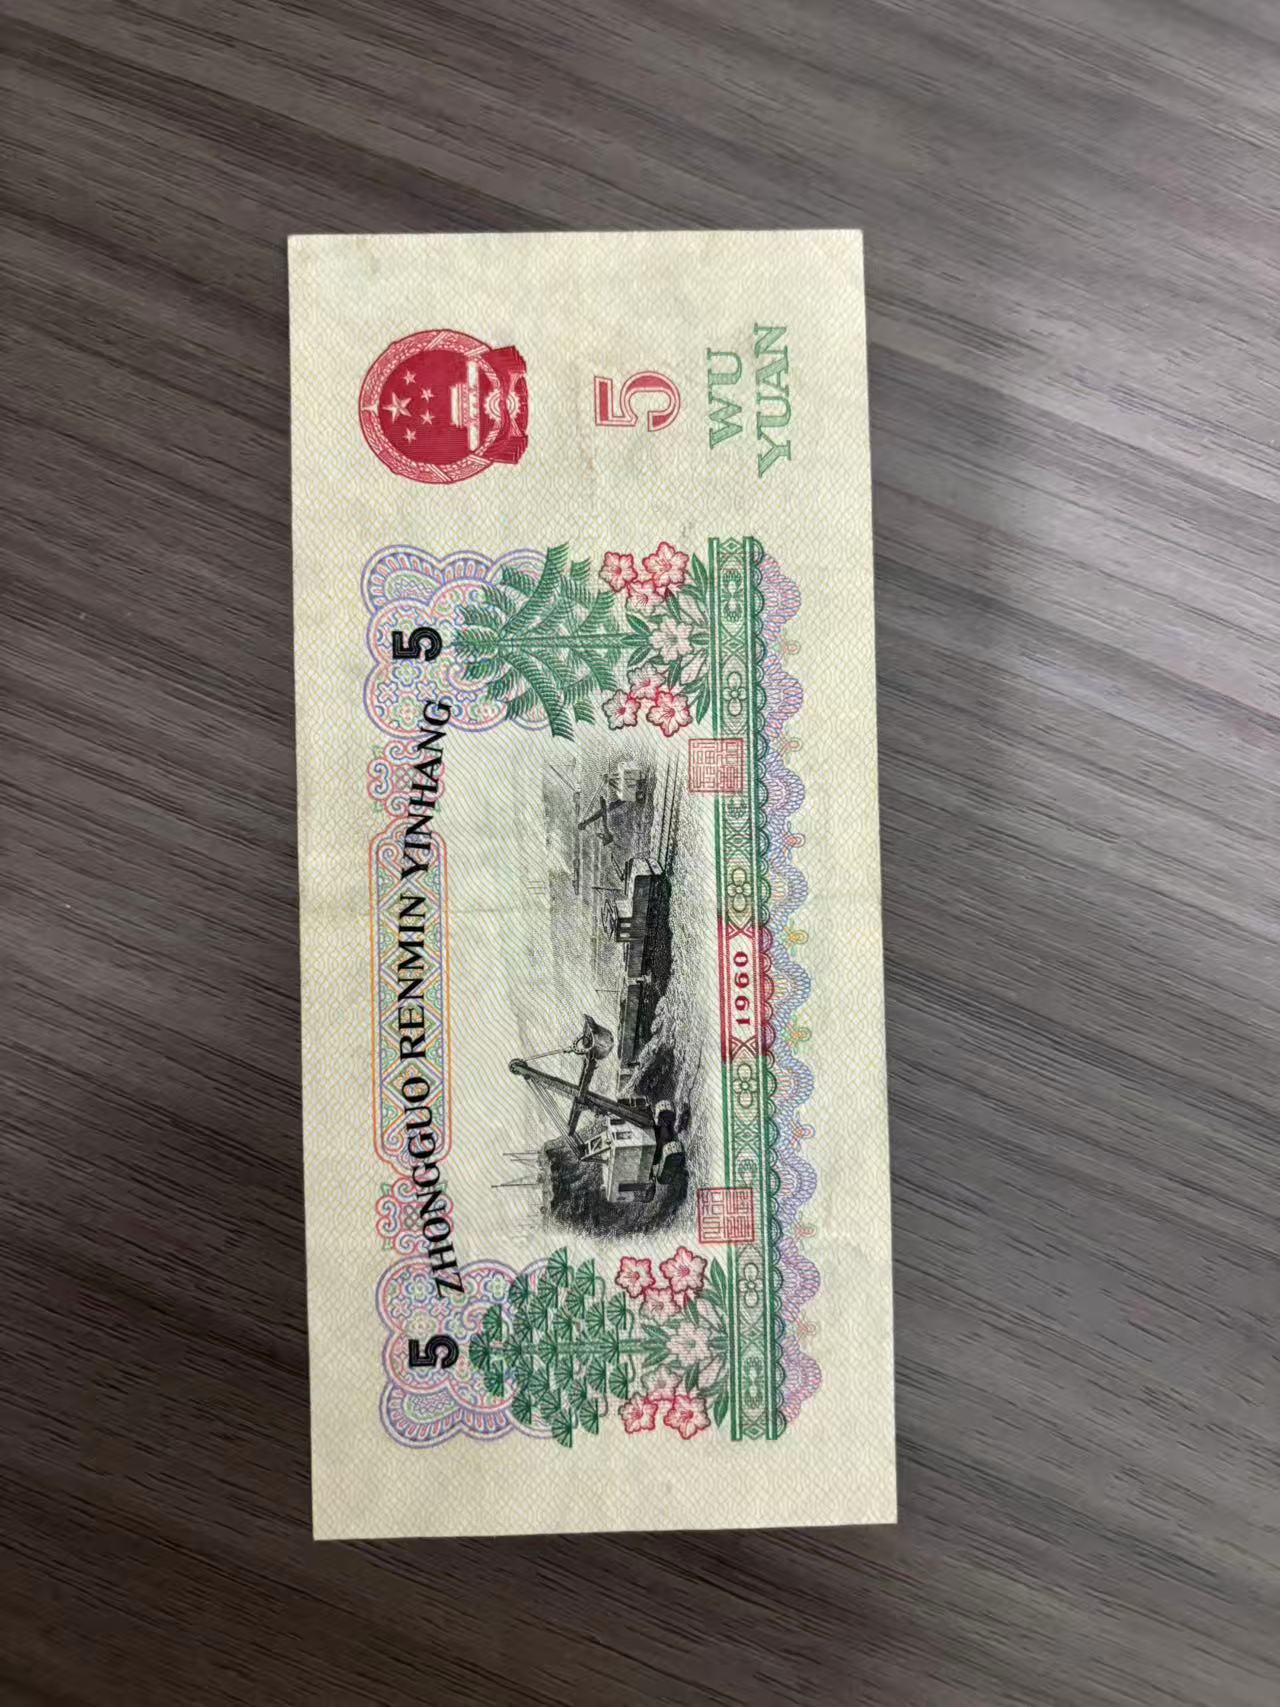 5 ZHONGGUO RENMIN YINHANG 5
5
WU
YUAN
1960